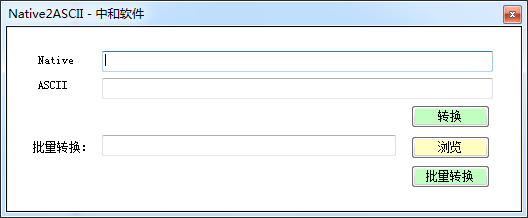 Native2ASCII - 中和软件
Native
ASCII
转换
批量转换：
浏览
批量转换